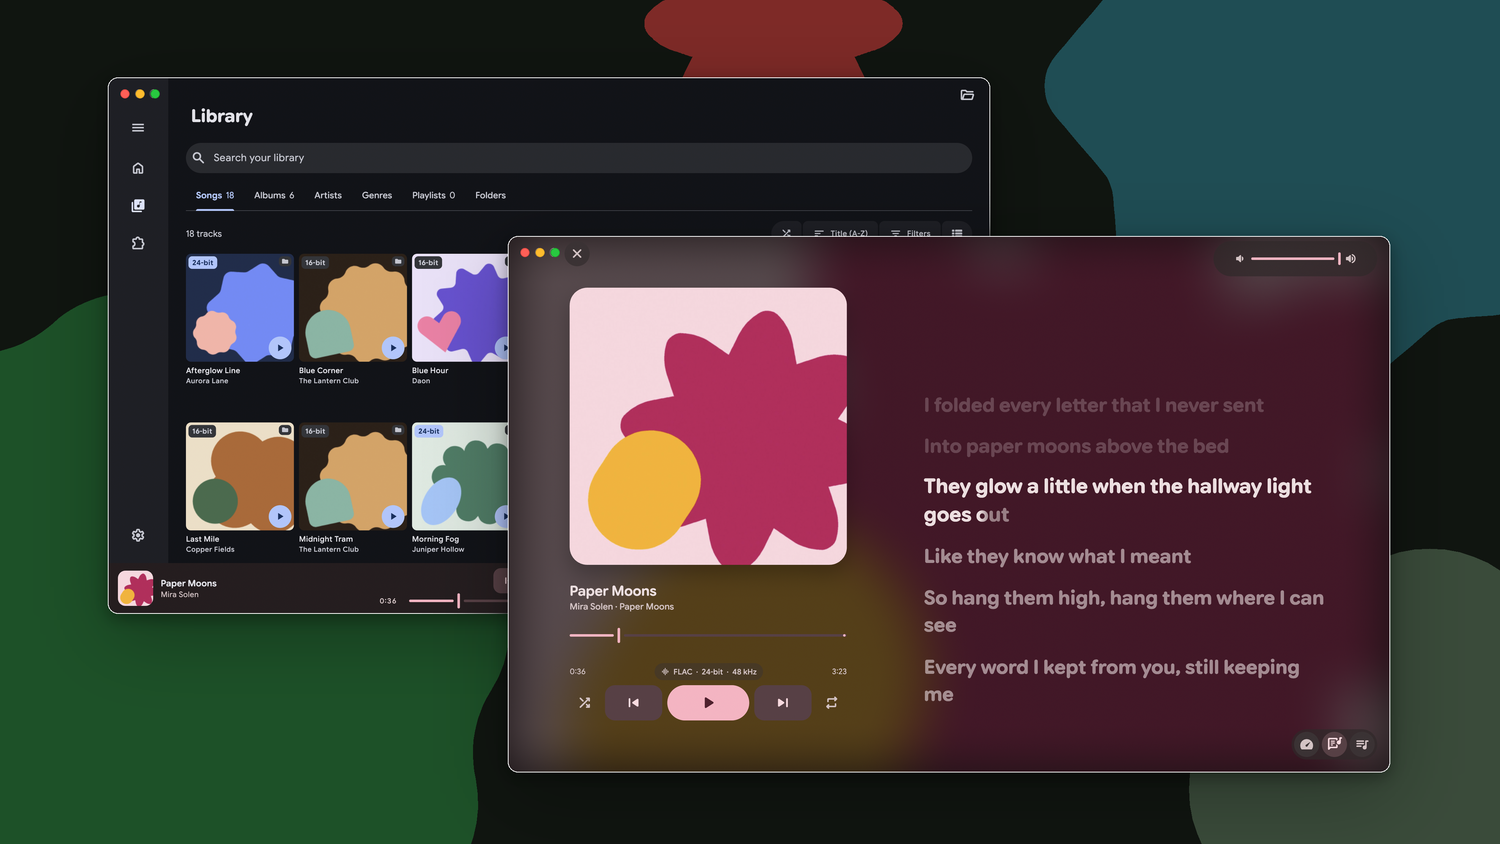 Library
Search your library
Songs 18
Albums 6
Artists
Genres
Playlists 0
Folders
18 tracks
Title (A-Z)
Filters
24-bit
16-bit
16-bit
Afterglow Line
Aurora Lane
Blue Corner
The Lantern Club
Blue Hour
Daon
16-bit
16-bit
24-bit
Last Mile
Copper Fields
Midnight Tram
The Lantern Club
Morning Fog
Juniper Hollow
Paper Moons
Mira Solen
0:36
Paper Moons
Mira Solen · Paper Moons
0:36
FLAC · 24-bit · 48 kHz
3:23
I folded every letter that I never sent
Into paper moons above the bed
They glow a little when the hallway light
goes out
Like they know what I meant
So hang them high, hang them where I can
see
Every word I kept from you, still keeping
me